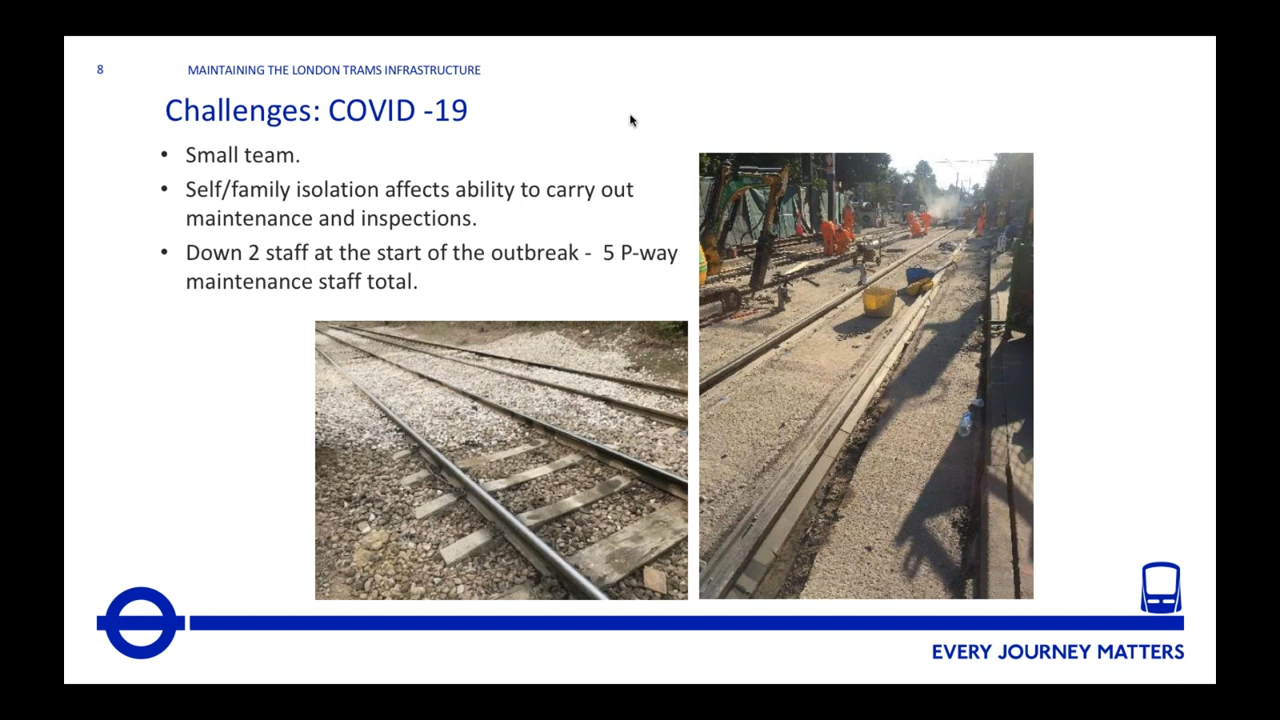 8
MAINTAINING THE LONDON TRAMS INFRASTRUCTURE
Challenges: COVID -19
• Small team.
• Self/family isolation affects ability to carry out
maintenance and inspections.
• Down 2 staff at the start of the outbreak -  5 P-way
maintenance staff total.
EVERY JOURNEY MATTERS